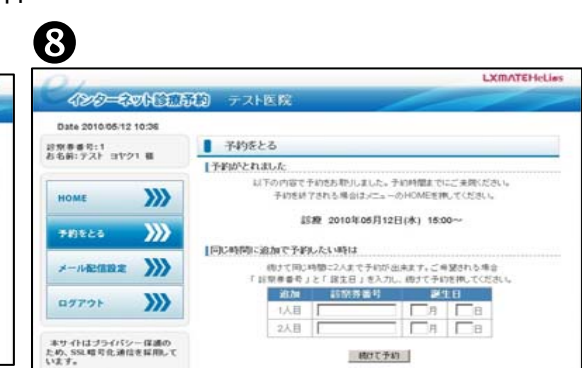 ❽
LXMATEHeLios
インターネット診療予約 テスト医院
Date 2010/05/12 10:36
診察券番号:1
お名前:テスト ヨヤク1 様
HOME
予約をとる
メール配信設定
ログアウト
本サイトはプライバシー保護の
ため、SSL暗号化通信を採用して
います。
予約をとる
予約がとれました
以下の内容で予約をお取りしました。予約時間までにご来院ください。
予約を終了される場合はメニューのHOMEを押してください。
診療 2010年05月12日(水) 15:00～
同じ時間に追加で予約したい時は
続けて同じ時間に2人まで予約が出来ます。ご希望される場合
「診察券番号」と「誕生日」を入力し、続けて予約を押してください。
追加 診察券番号 誕生日
1人目 月 日
2人目 月 日
続けて予約